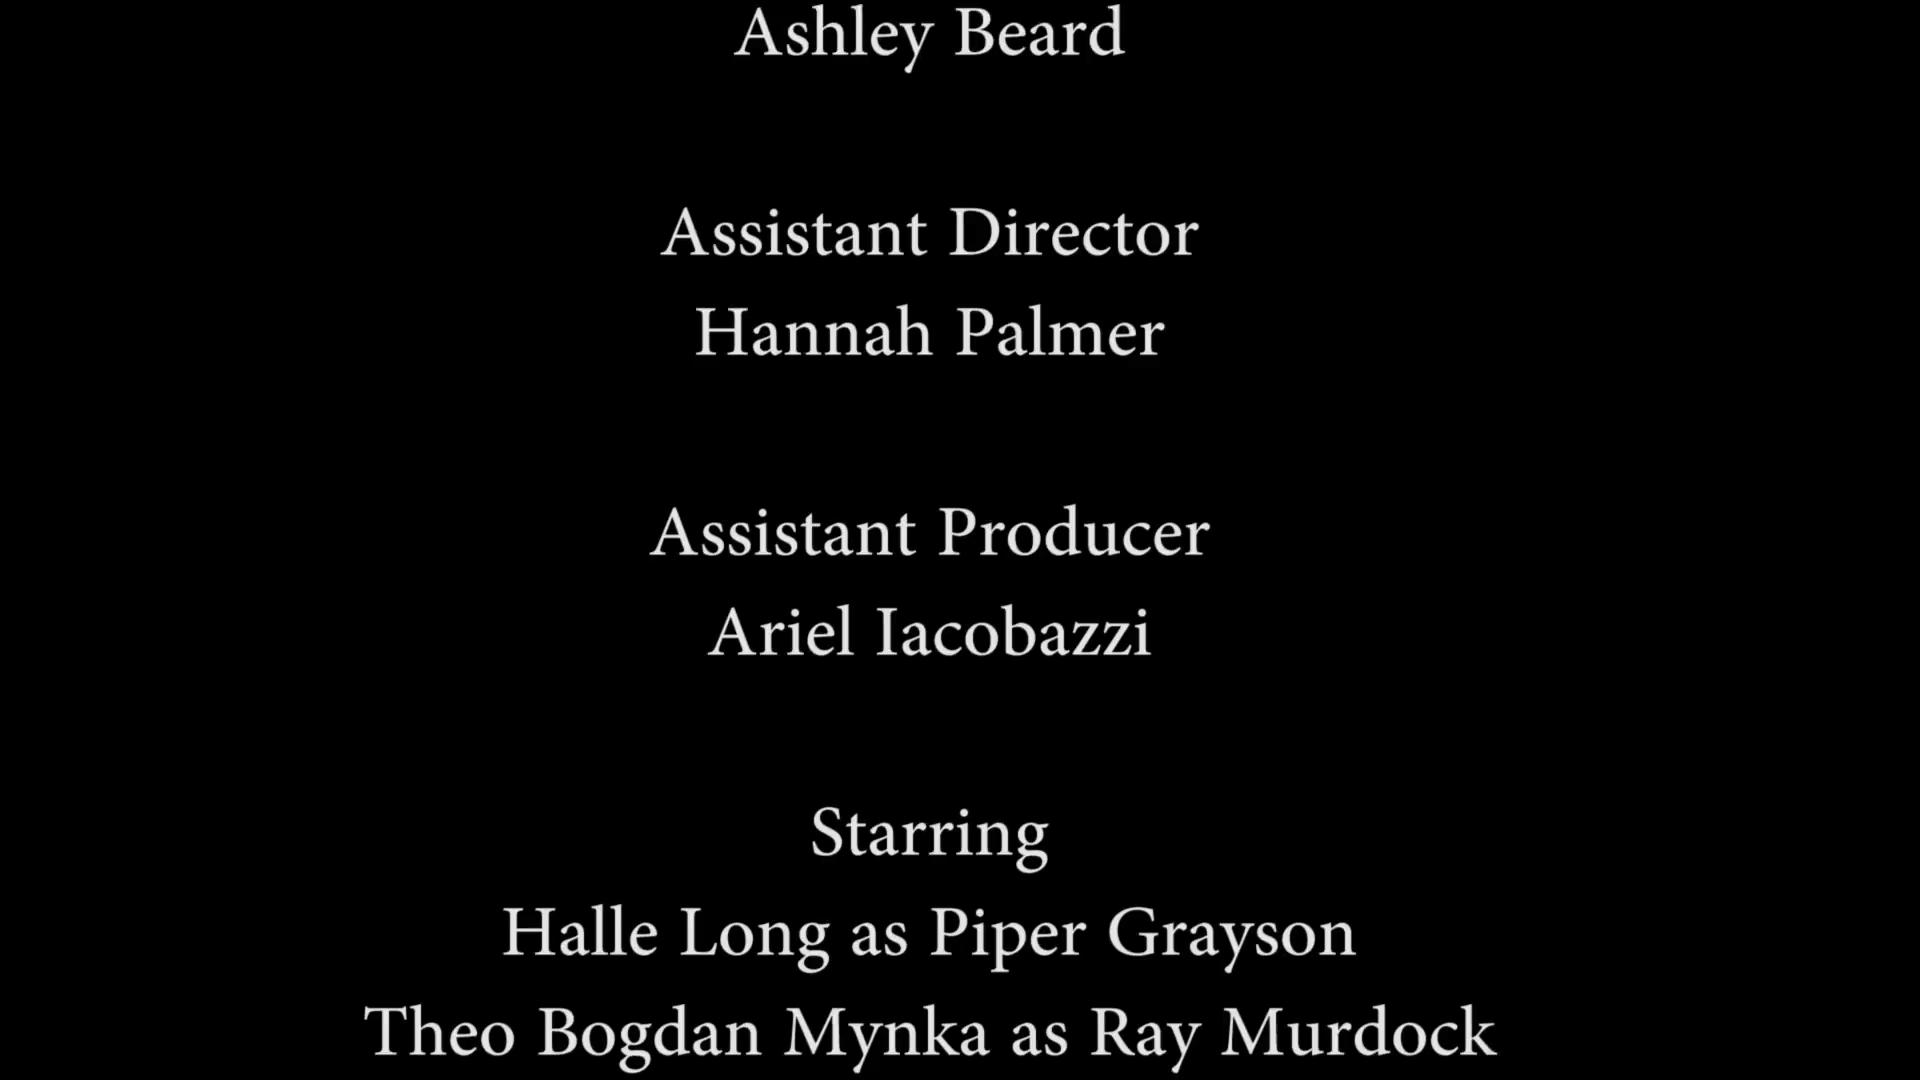 Ashley Beard
Assistant Director
Hannah Palmer
Assistant Producer
Ariel Iacobazzi
Starring
Halle Long as Piper Grayson
Theo Bogdan Mynka as Ray Murdock